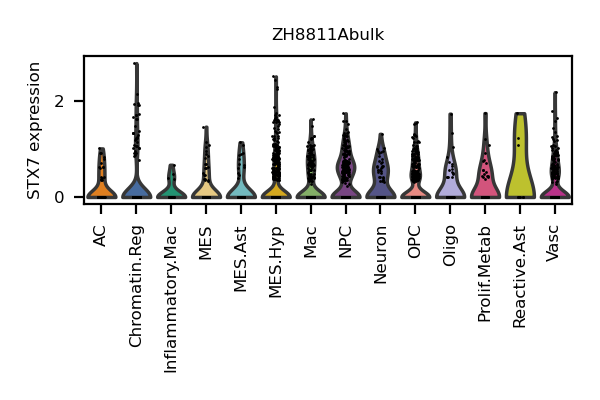 ZH8811Abulk
STX7 expression
2
0
AC
Chromatin.Reg
Inflammatory.Mac
MES
MES.Ast
MES.Hyp
Mac
NPC
Neuron
OPC
Oligo
Prolif.Metab
Reactive.Ast
Vasc